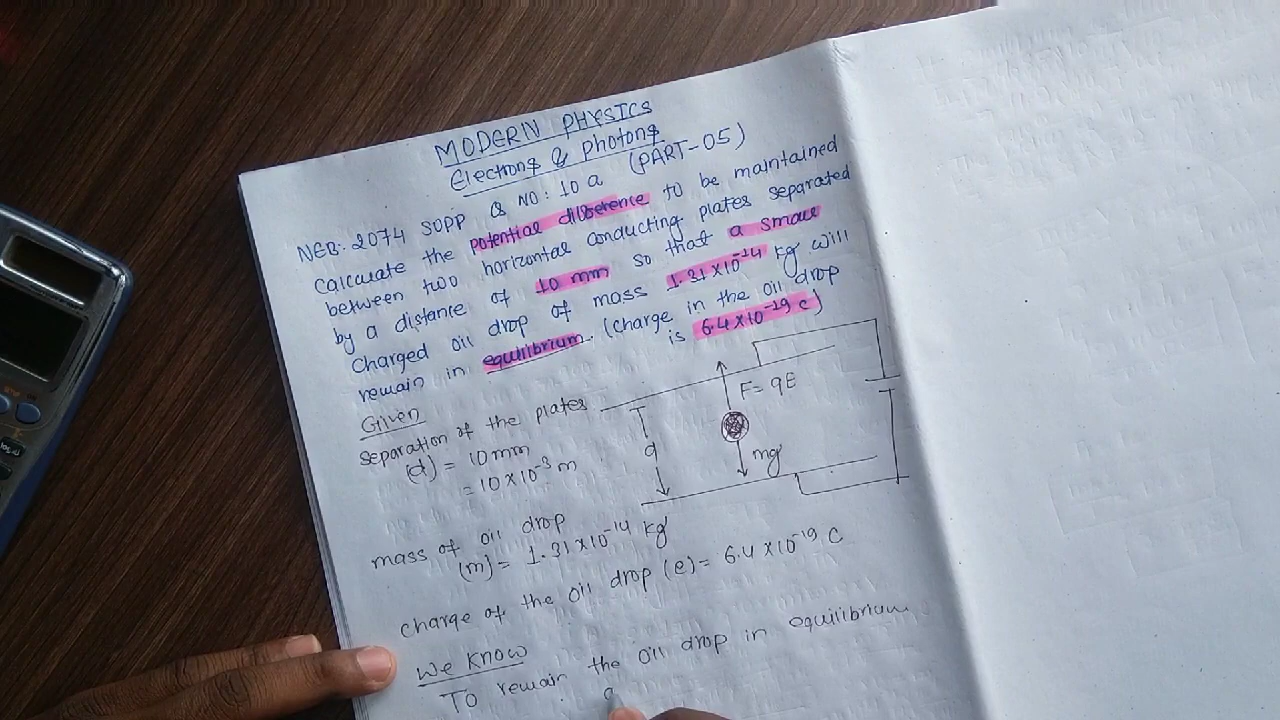 MODERN PHYSICS
Electrons & Photons
(PART-05)
NEB: 2074 SUPP Q NO: 10 a
Calculate the potential difference to be maintained
between two horizontal conducting plates separated
by a distance of 10 mm so that a small
Charged oil drop of mass 1.31×10⁻¹⁴ kg will
remain in equilibrium. (charge in the oil drop
is 6.4×10⁻¹⁹ c)
Given
separation of the plates
(d) = 10mm
= 10×10⁻³ m
F = qE
d
mg
mass of oil drop
(m) = 1.31×10⁻¹⁴ kg
charge of the oil drop (e) = 6.4×10⁻¹⁹ C
We know
To remain the oil drop in equilibrium